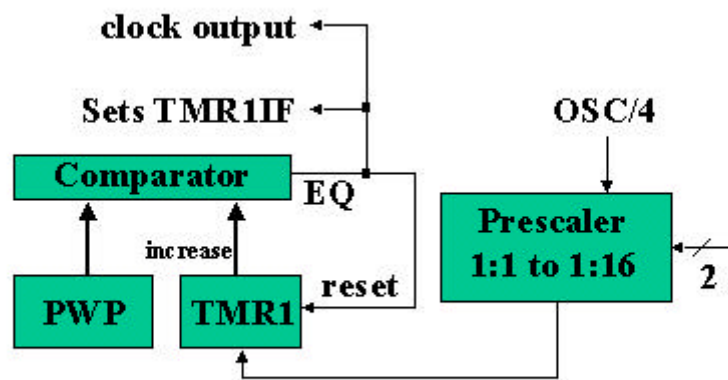 clock output
Sets TMR1IF
OSC/4
Comparator
EQ
Prescaler
1:1 to 1:16
increase
2
reset
PWP
TMR1